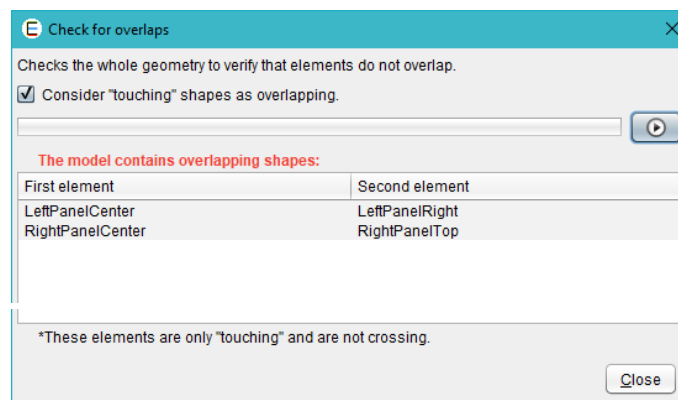 E Check for overlaps
Checks the whole geometry to verify that elements do not overlap.
Consider "touching" shapes as overlapping.
The model contains overlapping shapes:
First element Second element
LeftPanelCenter LeftPanelRight
RightPanelCenter RightPanelTop
*These elements are only "touching" and are not crossing.
Close